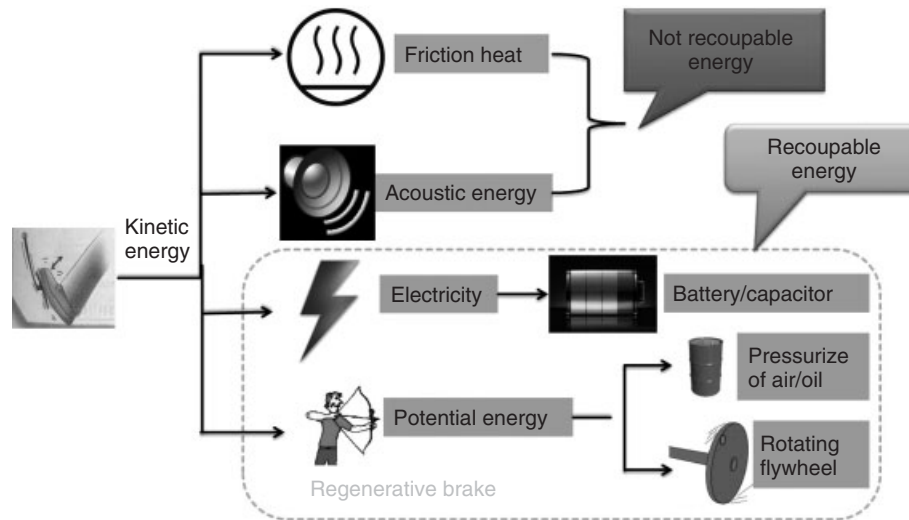 Friction heat
Not recoupable
energy
Acoustic energy
Recoupable
energy
Kinetic
energy
Electricity
Battery/capacitor
Potential energy
Pressurize
of air/oil
Rotating
flywheel
Regenerative brake